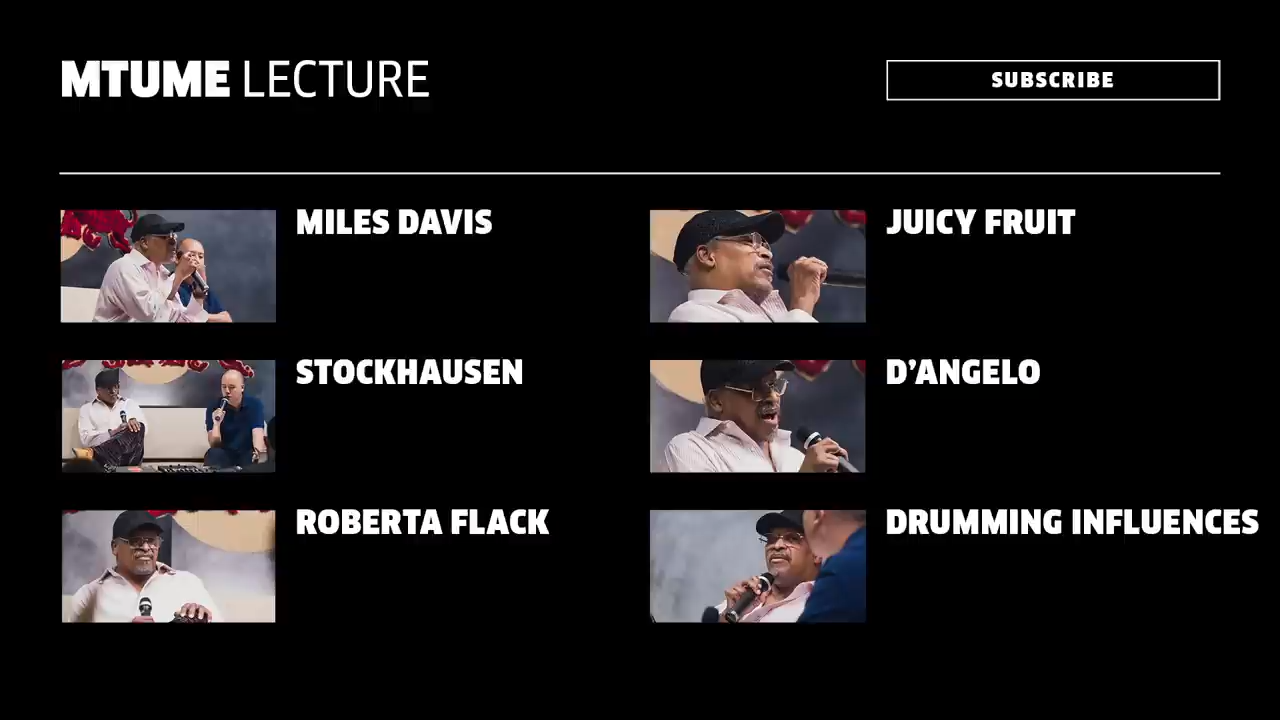 MTUME LECTURE
SUBSCRIBE
MILES DAVIS
JUICY FRUIT
STOCKHAUSEN
D’ANGELO
ROBERTA FLACK
DRUMMING INFLUENCES